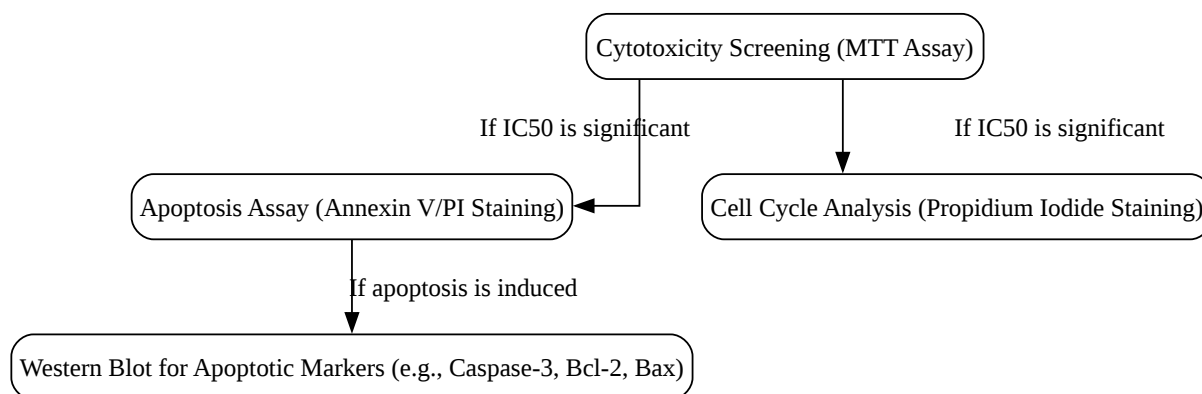 Cytotoxicity Screening (MTT Assay)
If IC50 is significant
If IC50 is significant
Apoptosis Assay (Annexin V/PI Staining)
Cell Cycle Analysis (Propidium Iodide Staining)
If apoptosis is induced
Western Blot for Apoptotic Markers (e.g., Caspase-3, Bcl-2, Bax)